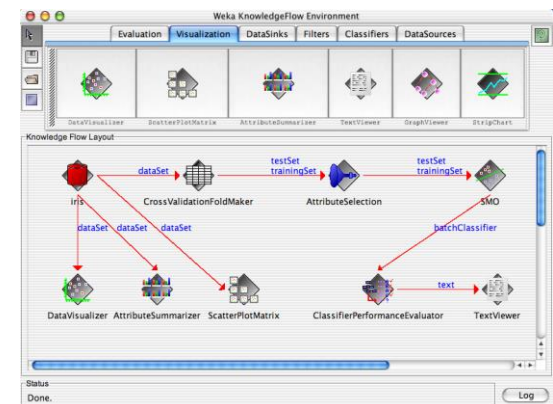 Weka KnowledgeFlow Environment
Evaluation Visualization DataSinks Filters Classifiers DataSources
DataVisualizer ScatterPlotMatrix AttributeSummarizer TextViewer GraphViewer StripChart
Knowledge Flow Layout
testSet testSet
dataSet trainingSet trainingSet
iris CrossValidationFoldMaker AttributeSelection SMO
dataSet dataSet dataSet batchClassifier
text
DataVisualizer AttributeSummarizer ScatterPlotMatrix ClassifierPerformanceEvaluator TextViewer
Status
Done. Log